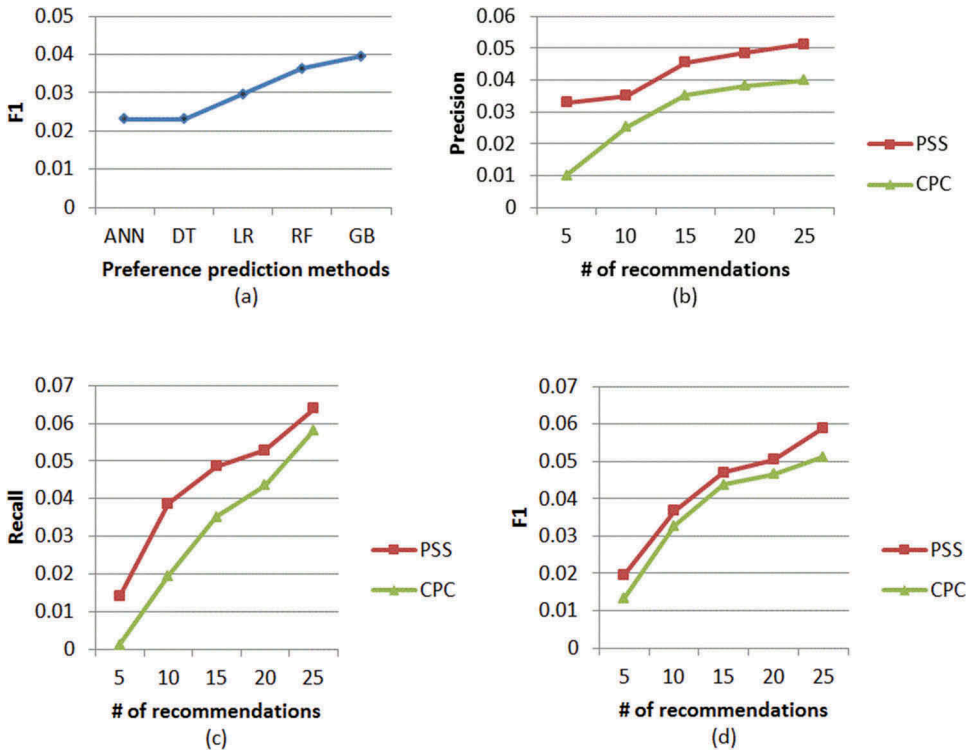 0.05
0.04
0.03
0.02
0.01
0
F1
ANN DT LR RF GB
Preference prediction methods
(a)
0.06
0.05
0.04
0.03
0.02
0.01
0
Precision
5 10 15 20 25
# of recommendations
(b)
PSS
CPC
0.07
0.06
0.05
0.04
0.03
0.02
0.01
0
Recall
5 10 15 20 25
# of recommendations
(c)
PSS
CPC
0.07
0.06
0.05
0.04
0.03
0.02
0.01
0
F1
5 10 15 20 25
# of recommendations
(d)
PSS
CPC